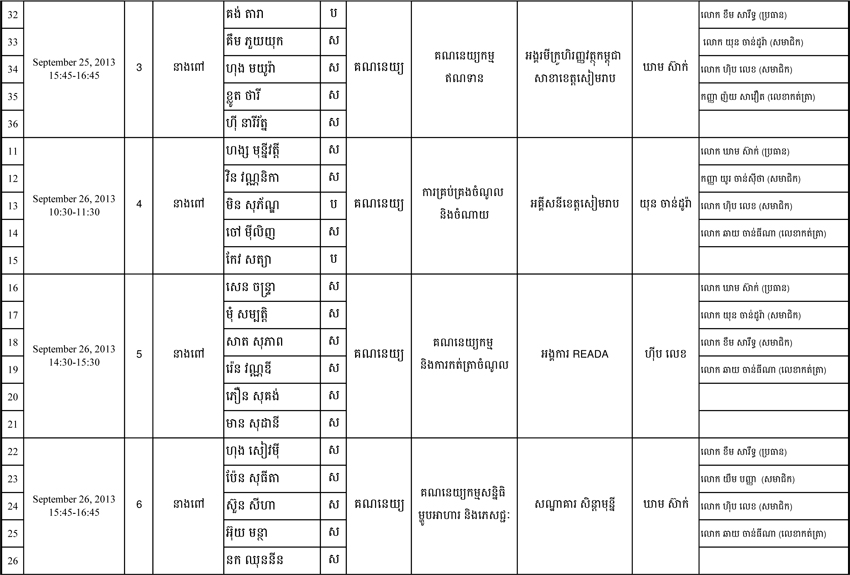 32 គង់ តារា ប លោក ខឹម សារីទ្ធ (ប្រធាន)
33 គឹម ភួយយុក ស លោក យុន ចាន់ដូរ៉ា (សមាជិក)
34 September 25, 2013 15:45-16:45 3 នាងពៅ ហុង មយូរ៉ា ស គណនេយ្យ គណនេយ្យកម្ម ឥណទាន អង្គរមីក្រូហិរញ្ញវត្ថុកម្ពុជា សាខាខេត្តសៀមរាប ឃាម ស៊ាក់ លោក ហ៊ិប លេខ (សមាជិក)
35 ខ្លូត ថារី ស កញ្ញា ញ៉យ សាវឿត (លេខាកត់ត្រា)
36 ហ៊ី នារីរ័ត្ន ស
11 ហង្ស មុន្នីវត្តី ស លោក ឃាម ស៊ាក់ (ប្រធាន)
12 វិន វណ្ណនិកា ស កញ្ញា យូរ ចាន់ស៊ីថា (សមាជិក)
13 September 26, 2013 10:30-11:30 4 នាងពៅ មិន សុភ័ណ្ឌ ប គណនេយ្យ ការគ្រប់គ្រងចំណូល និងចំណាយ អគ្គីសនីខេត្តសៀមរាប យុន ចាន់ដូរ៉ា លោក ហ៊ិប លេខ (សមាជិក)
14 ចៅ ម៉ីលិញ ស លោក ឆាយ ចាន់ធីណា (លេខាកត់ត្រា)
15 កែវ សត្យា ប
16 សេន ចន្ទ្រា ស លោក ឃាម ស៊ាក់ (ប្រធាន)
17 មុំ សម្បត្តិ ស លោក យុន ចាន់ដូរ៉ា (សមាជិក)
18 September 26, 2013 14:30-15:30 5 នាងពៅ សាត សុភាព ស គណនេយ្យ គណនេយ្យកម្ម និងការកត់ត្រាចំណូល អង្គការ READA ហ៊ីប លេខ លោក ខឹម សារីទ្ធ (សមាជិក)
19 រ៉េន វណ្ណឌី ស លោក ឆាយ ចាន់ធីណា (លេខាកត់ត្រា)
20 ភឿន សុគង់ ស
21 មាន សុដានី ស
22 ហុង សៀវម៉ី ស លោក ខឹម សារីទ្ធ (ប្រធាន)
23 ប៉ែន សុធីតា ស លោក យឹម បញ្ញា (សមាជិក)
24 September 26, 2013 15:45-16:45 6 នាងពៅ ស៊ួន សីហា ស គណនេយ្យ គណនេយ្យកម្មសន្និធិ ម្ហូបអាហារ និងភេសជ្ជៈ សណ្ឋាគារ សិន្តាមុន្នី ឃាម ស៊ាក់ លោក ហ៊ិប លេខ (សមាជិក)
25 អ៊ុយ មន្ថា ស លោក ឆាយ ចាន់ធីណា (លេខាកត់ត្រា)
26 នក ឈុននីន ស